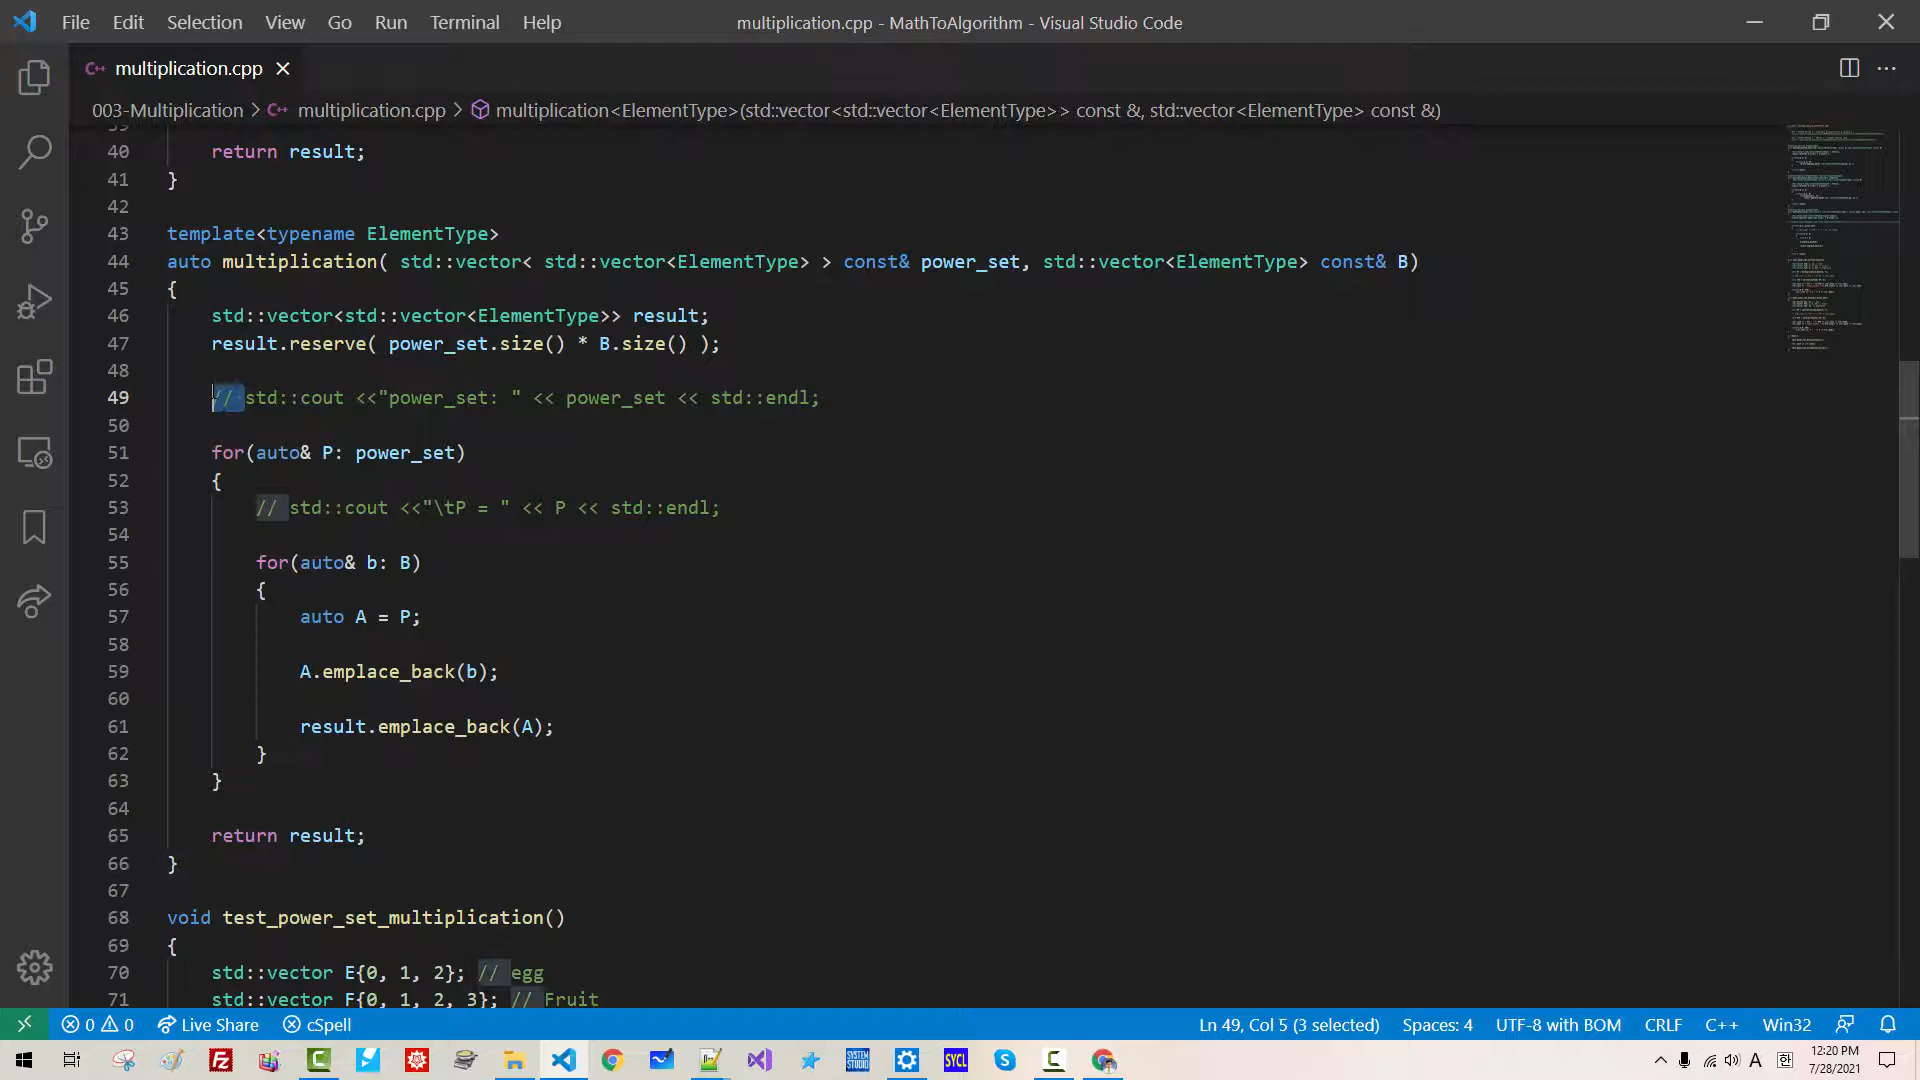 File Edit Selection View Go Run Terminal Help multiplication.cpp - MathToAlgorithm - Visual Studio Code
multiplication.cpp
003-Multiplication > multiplication.cpp > multiplication<ElementType>(std::vector<std::vector<ElementType>> const &, std::vector<ElementType> const &)
39
40 return result;
41 }
42
43 template<typename ElementType>
44 auto multiplication( std::vector< std::vector<ElementType> > const& power_set, std::vector<ElementType> const& B)
45 {
46 std::vector<std::vector<ElementType>> result;
47 result.reserve( power_set.size() * B.size() );
48
49 // std::cout <<"power_set: " << power_set << std::endl;
50
51 for(auto& P: power_set)
52 {
53 // std::cout <<"\tP = " << P << std::endl;
54
55 for(auto& b: B)
56 {
57 auto A = P;
58
59 A.emplace_back(b);
60
61 result.emplace_back(A);
62 }
63 }
64
65 return result;
66 }
67
68 void test_power_set_multiplication()
69 {
70 std::vector E{0, 1, 2}; // egg
71 std::vector F{0, 1, 2, 3}; // Fruit
0 0 Live Share cSpell Ln 49, Col 5 (3 selected) Spaces: 4 UTF-8 with BOM CRLF C++ Win32
SYSTEM STUDIO SYCL A 한 12:20 PM
7/28/2021